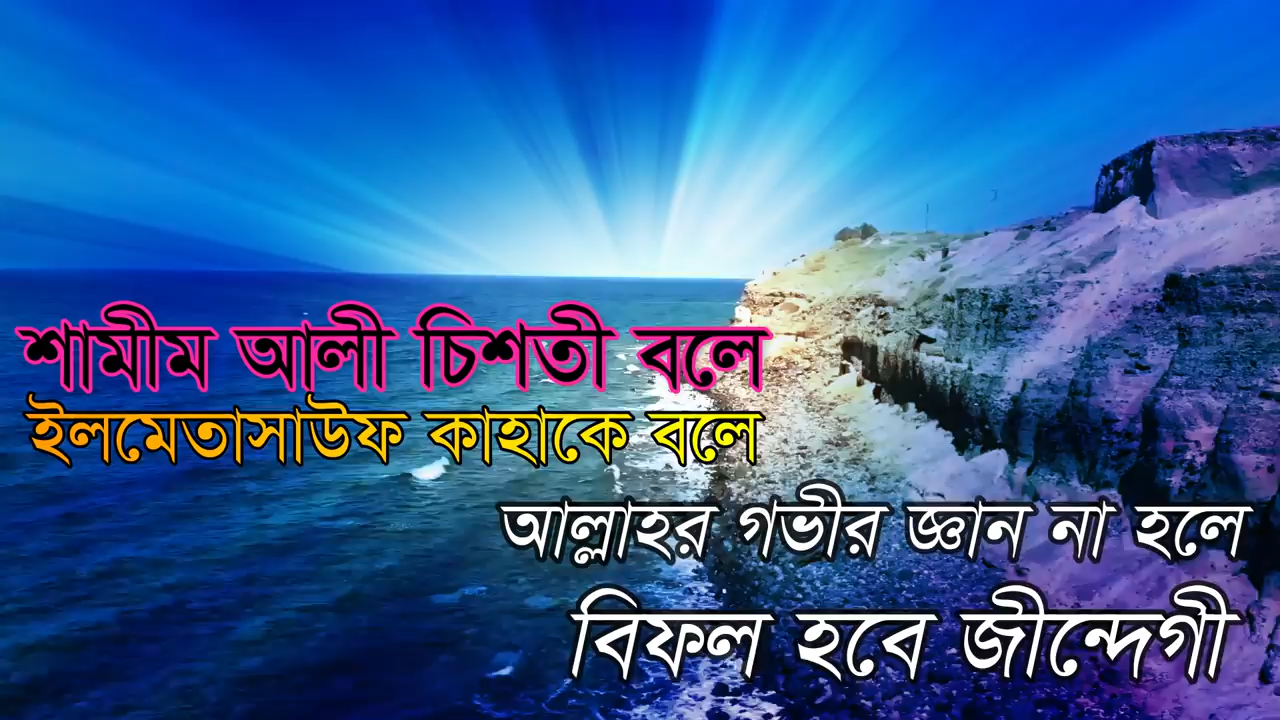 শামীম আলী চিশতী বলে
ইলমেতাসাউফ কাহাকে বলে
আল্লাহর গভীর জ্ঞান না হলে
বিফল হবে জীন্দেগী